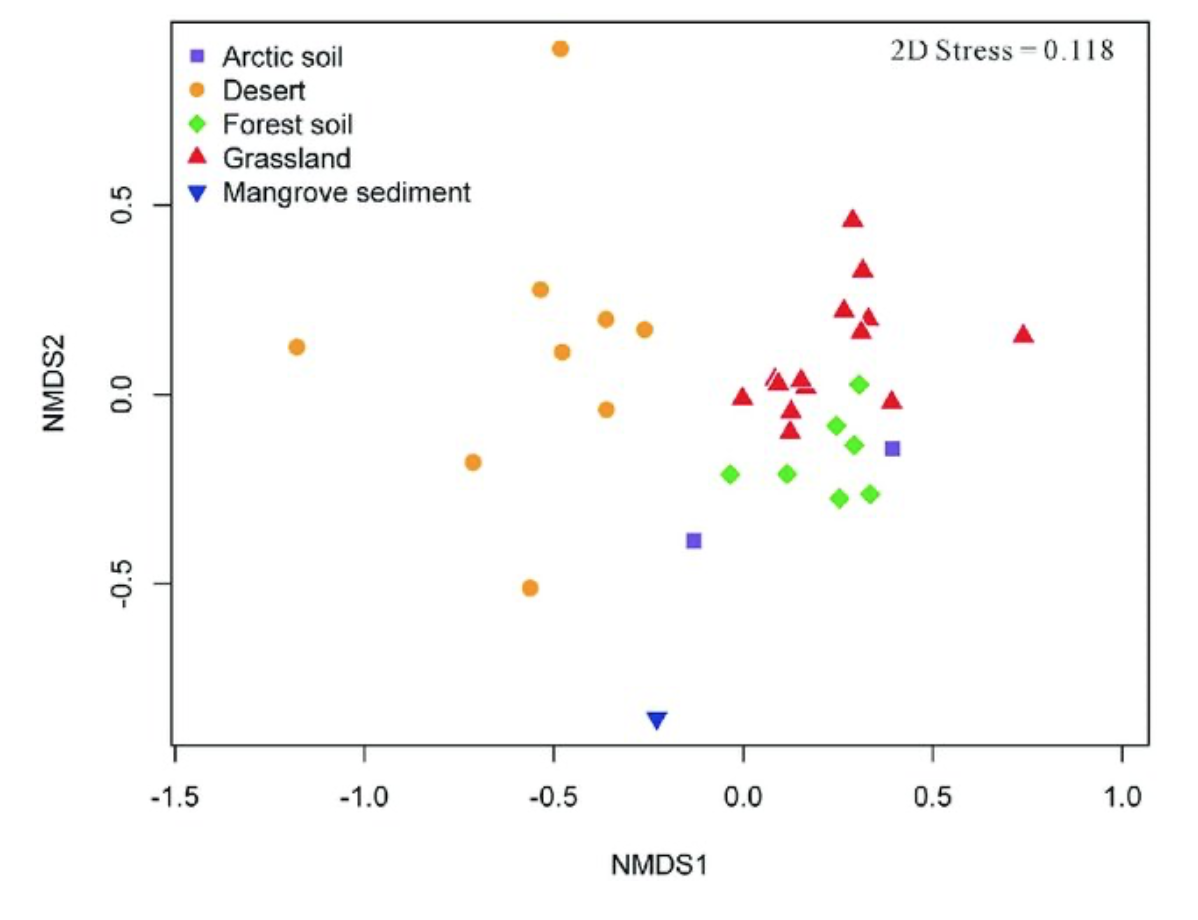 Arctic soil
2D Stress = 0.118
Desert
Forest soil
Grassland
Mangrove sediment
0.5
0.0
-0.5
NMDS2
-1.5 -1.0 -0.5 0.0 0.5 1.0
NMDS1